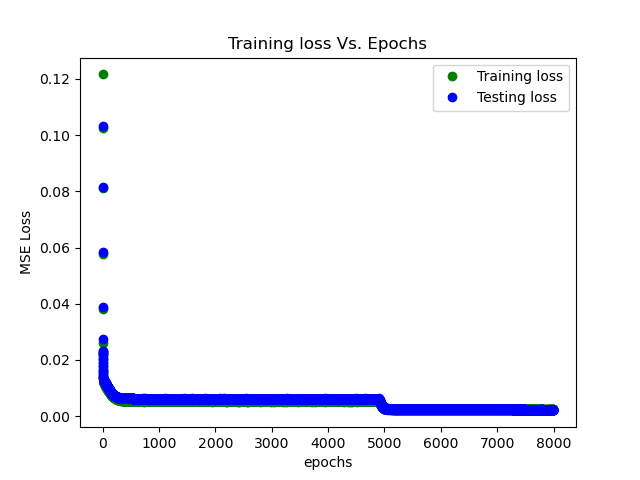 Training loss Vs. Epochs
Training loss
Testing loss
MSE Loss
0.12
0.10
0.08
0.06
0.04
0.02
0.00
0 1000 2000 3000 4000 5000 6000 7000 8000
epochs